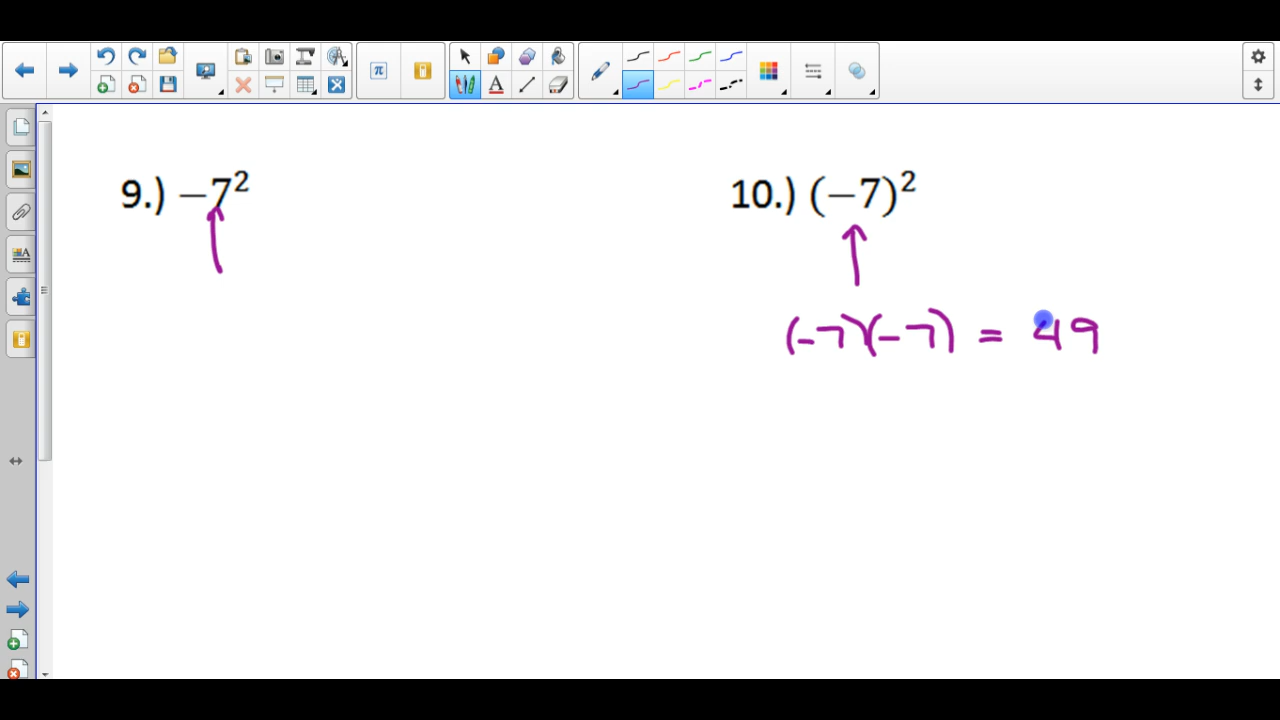 9.) −7²
10.) (−7)²
(-7)(-7) = 49